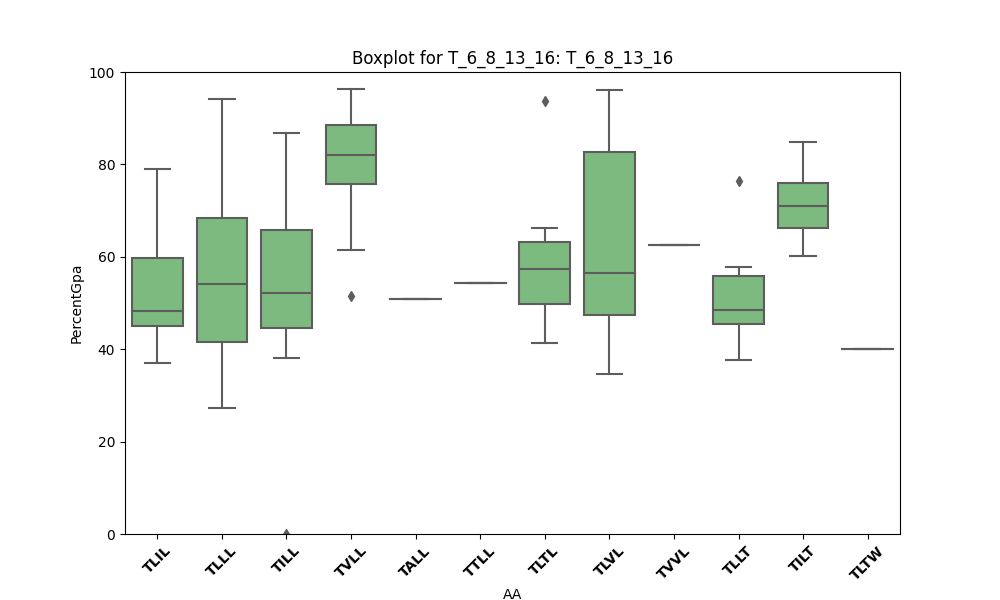 Boxplot for T_6_8_13_16: T_6_8_13_16
PercentGpa
100
80
60
40
20
0
TLIL TLLL TILL TVLL TALL TTLL TLTL TLVL TVVL TLLT TILT TLTW
AA